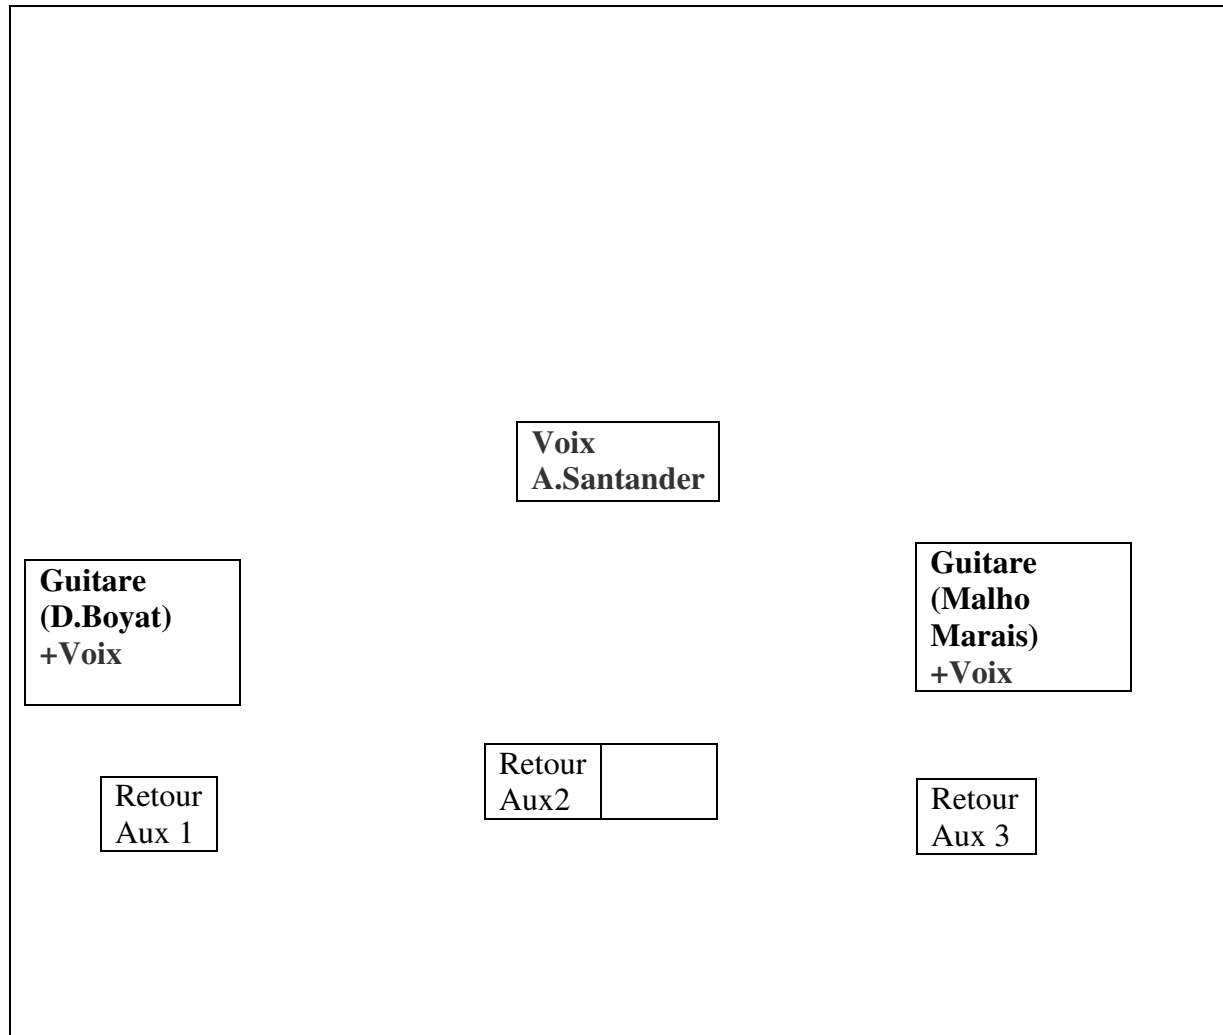 Voix
A.Santander
Guitare
(D.Boyat)
+Voix
Guitare
(Malho
Marais)
+Voix
Retour
Aux 1
Retour
Aux2
Retour
Aux 3